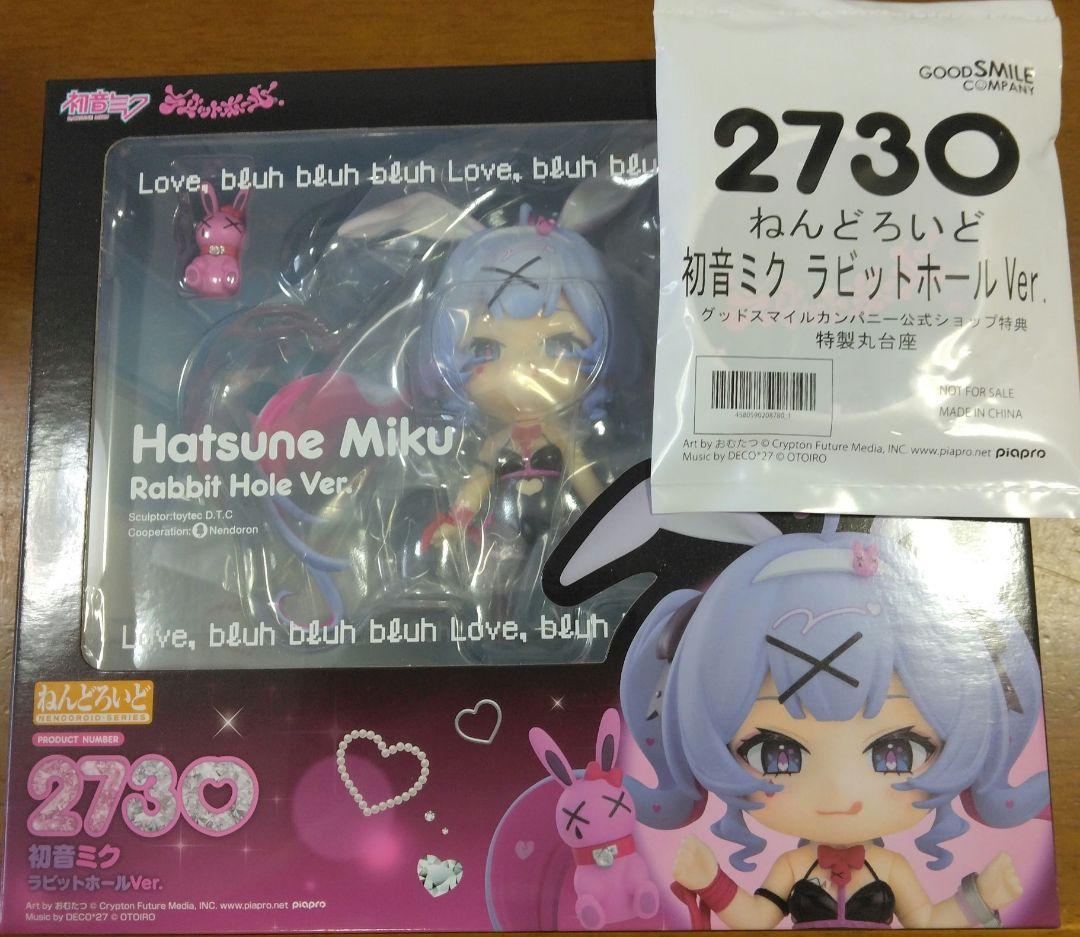 初音ミク
HATSUNE MIKU
ラビットホール.
Love, bluh bluh bluh Love, bluh blu
Hatsune Miku
Rabbit Hole Ver.
Sculptor:toytec D.T.C
Cooperation: Nendoron
Love, bluh bluh bluh Love, bluh
ねんどろいど
NENDOROID·SERIES
PRODUCT NUMBER
2730
初音ミク
ラビットホールVer.
Art by おむたつ © Crypton Future Media, INC. www.piapro.net piapro
Music by DECO*27 © OTOIRO
GOOD SMILE
COMPANY
2730
ねんどろいど
初音ミク ラビットホール Ver.
グッドスマイルカンパニー公式ショップ特典
特製丸台座
4580590208780 1
NOT FOR SALE
MADE IN CHINA
Art by おむたつ © Crypton Future Media, INC. www.piapro.net piapro
Music by DECO*27 © OTOIRO